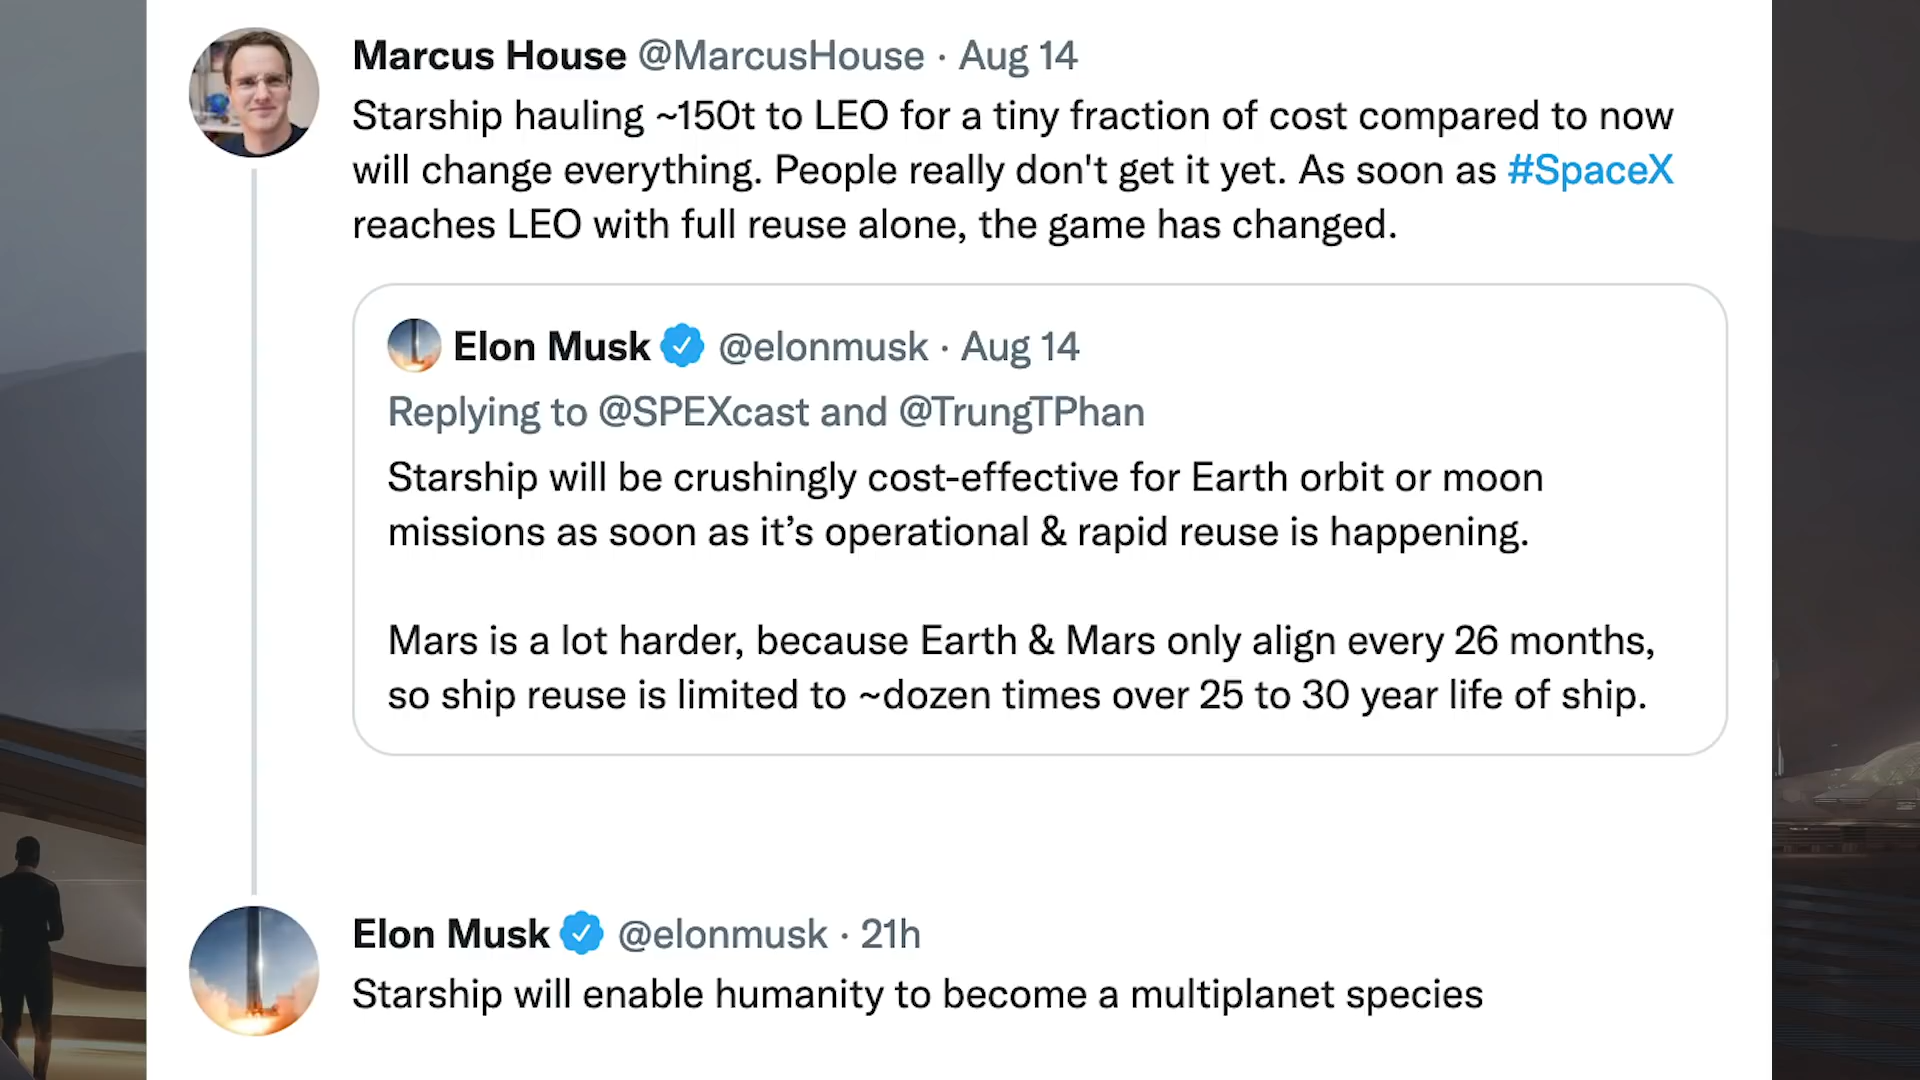 Marcus House @MarcusHouse · Aug 14
Starship hauling ~150t to LEO for a tiny fraction of cost compared to now
will change everything. People really don't get it yet. As soon as #SpaceX
reaches LEO with full reuse alone, the game has changed.
Elon Musk @elonmusk · Aug 14
Replying to @SPEXcast and @TrungTPhan
Starship will be crushingly cost-effective for Earth orbit or moon
missions as soon as it’s operational & rapid reuse is happening.
Mars is a lot harder, because Earth & Mars only align every 26 months,
so ship reuse is limited to ~dozen times over 25 to 30 year life of ship.
Elon Musk @elonmusk · 21h
Starship will enable humanity to become a multiplanet species